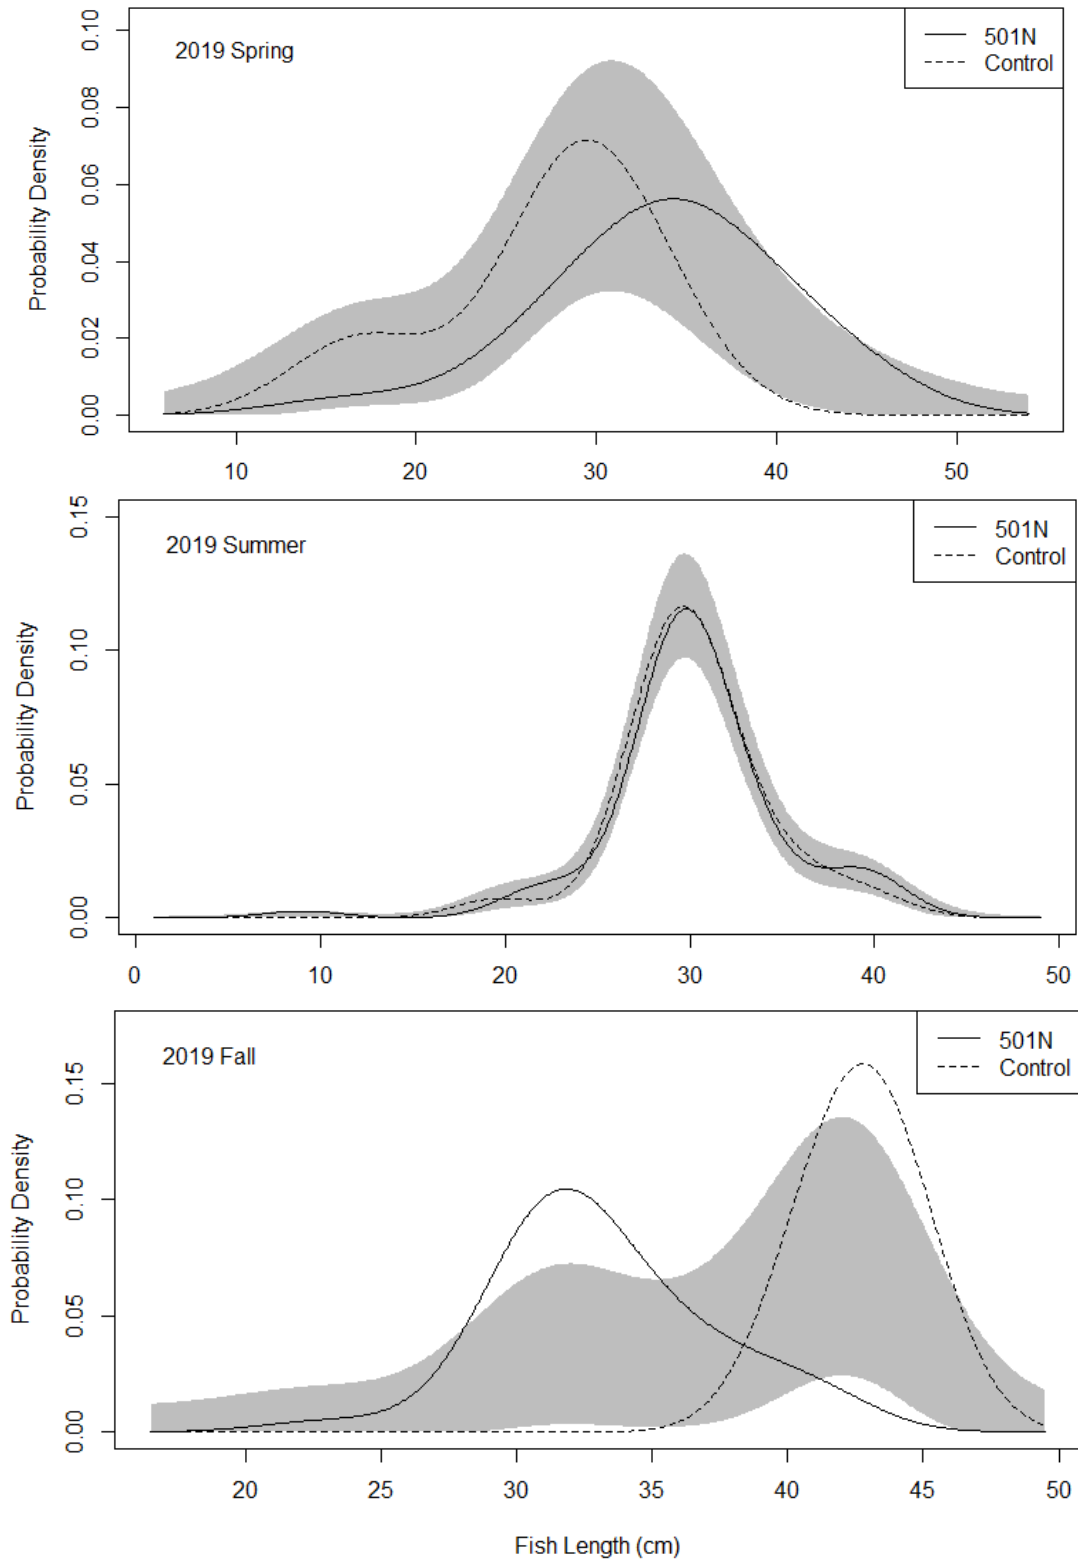 2019 Spring
501N
Control
Probability Density
0.00 0.02 0.04 0.06 0.08 0.10
10 20 30 40 50
2019 Summer
501N
Control
Probability Density
0.00 0.05 0.10 0.15
0 10 20 30 40 50
2019 Fall
501N
Control
Probability Density
0.00 0.05 0.10 0.15
20 25 30 35 40 45 50
Fish Length (cm)